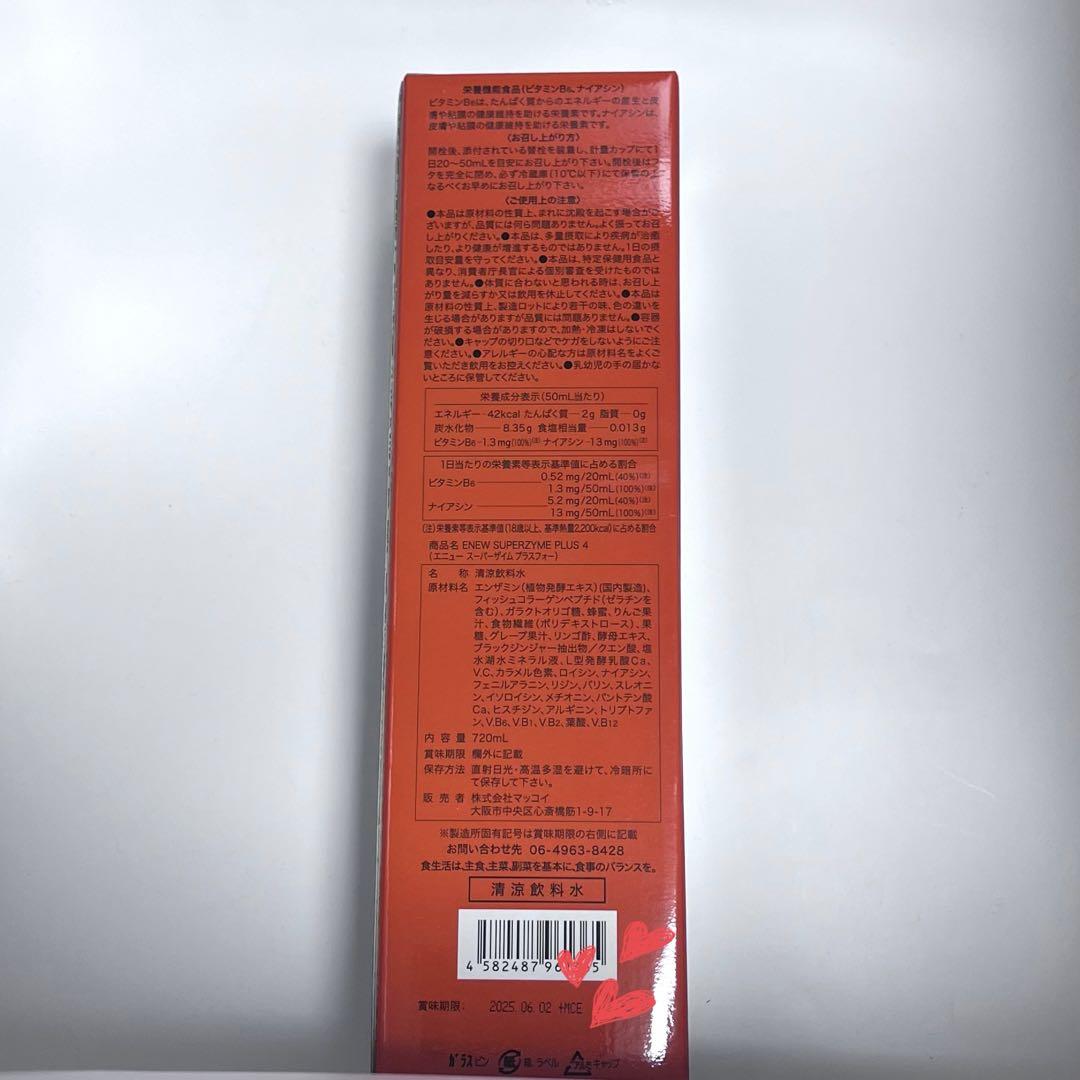 栄養機能食品(ビタミンB6、ナイアシン)
ビタミンB6は、たんぱく質からのエネルギーの産生と皮
膚や粘膜の健康維持を助ける栄養素です。ナイアシンは、
皮膚や粘膜の健康維持を助ける栄養素です。
〈お召し上がり方〉
開栓後、添付されている替栓を装着し、計量カップにて1
日20〜50mLを目安にお召し上がり下さい。開栓後はフ
タを完全に閉め、必ず冷蔵庫(10℃以下)にて保管の上
なるべくお早めにお召し上がり下さい。
〈ご使用上の注意〉
●本品は原材料の性質上、まれに沈殿を起こす場合がご
ざいますが、品質には何ら問題ありません。よく振ってお召
し上がりください。●本品は、多量摂取により疾病が治癒
したり、より健康が増進するものではありません。1日の摂
取目安量を守ってください。●本品は、特定保健用食品と
異なり、消費者庁長官による個別審査を受けたものでは
ありません。●体質に合わないと思われる時は、お召し上
がり量を減らすか又は飲用を休止してください。●本品は
原材料の性質上、製造ロットにより若干の味、色の違いを
生じる場合がありますが品質には問題ありません。●容器
が破損する場合がありますので、加熱・冷凍はしないでく
ださい。●キャップの切り口などでケガをしないようにご注
意ください。●アレルギーの心配な方は原材料名をよくご
覧いただき飲用をお控えください。●乳幼児の手の届かな
いところに保管してください。
栄養成分表示(50mL当たり)
エネルギー 42kcal たんぱく質 2g 脂質 0g
炭水化物 8.35g 食塩相当量 0.013g
ビタミンB6 1.3mg(100%)(注) ナイアシン 13mg(100%)(注)
1日当たりの栄養素等表示基準値に占める割合
ビタミンB6 0.52mg/20mL(40%)(注)
1.3mg/50mL(100%)(注)
ナイアシン 5.2mg/20mL(40%)(注)
13mg/50mL(100%)(注)
(注)栄養素等表示基準値(18歳以上、基準熱量2,200kcal)に占める割合
商品名 ENEW SUPERZYME PLUS 4
(エニュー スーパーザイム プラスフォー)
名称 清涼飲料水
原材料名 エンザミン(植物発酵エキス)(国内製造)、
フィッシュコラーゲンペプチド(ゼラチンを
含む)、ガラクトオリゴ糖、蜂蜜、りんご果
汁、食物繊維(ポリデキストロース)、果
糖、グレープ果汁、リンゴ酢、酵母エキス、
ブラックジンジャー抽出物/クエン酸、塩
水湖水ミネラル液、L型発酵乳酸Ca、
V.C、カラメル色素、ロイシン、ナイアシン、
フェニルアラニン、リジン、バリン、スレオニ
ン、イソロイシン、メチオニン、パントテン酸
Ca、ヒスチジン、アルギニン、トリプトファ
ン、V.B6、V.B1、V.B2、葉酸、V.B12
内容量 720mL
賞味期限 欄外に記載
保存方法 直射日光・高温多湿を避けて、冷暗所に
て保存して下さい。
販売者 株式会社マッコイ
大阪市中央区心斎橋筋1-9-17
※製造所固有記号は賞味期限の右側に記載
お問い合わせ先 06-4963-8428
食生活は、主食、主菜、副菜を基本に、食事のバランスを。
清涼飲料水
4 582487 96
賞味期限: 2025.06.02 +MCE
ガラスビン 紙 箱、ラベル アルミ キャップ